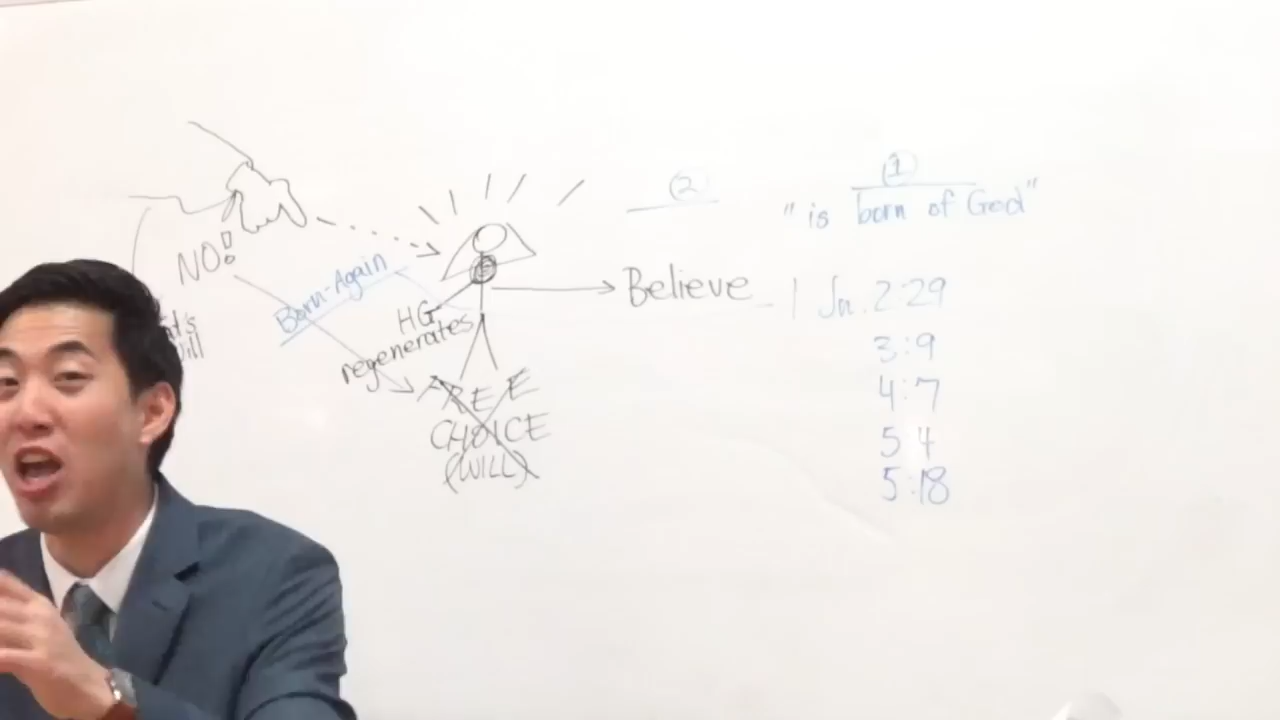 NO!
Born-Again
HG
regenerates
FREE
CHOICE
(WILL)
②
Believe
①
"is born of God"
1 Jn. 2:29
3:9
4:7
5:4
5:18